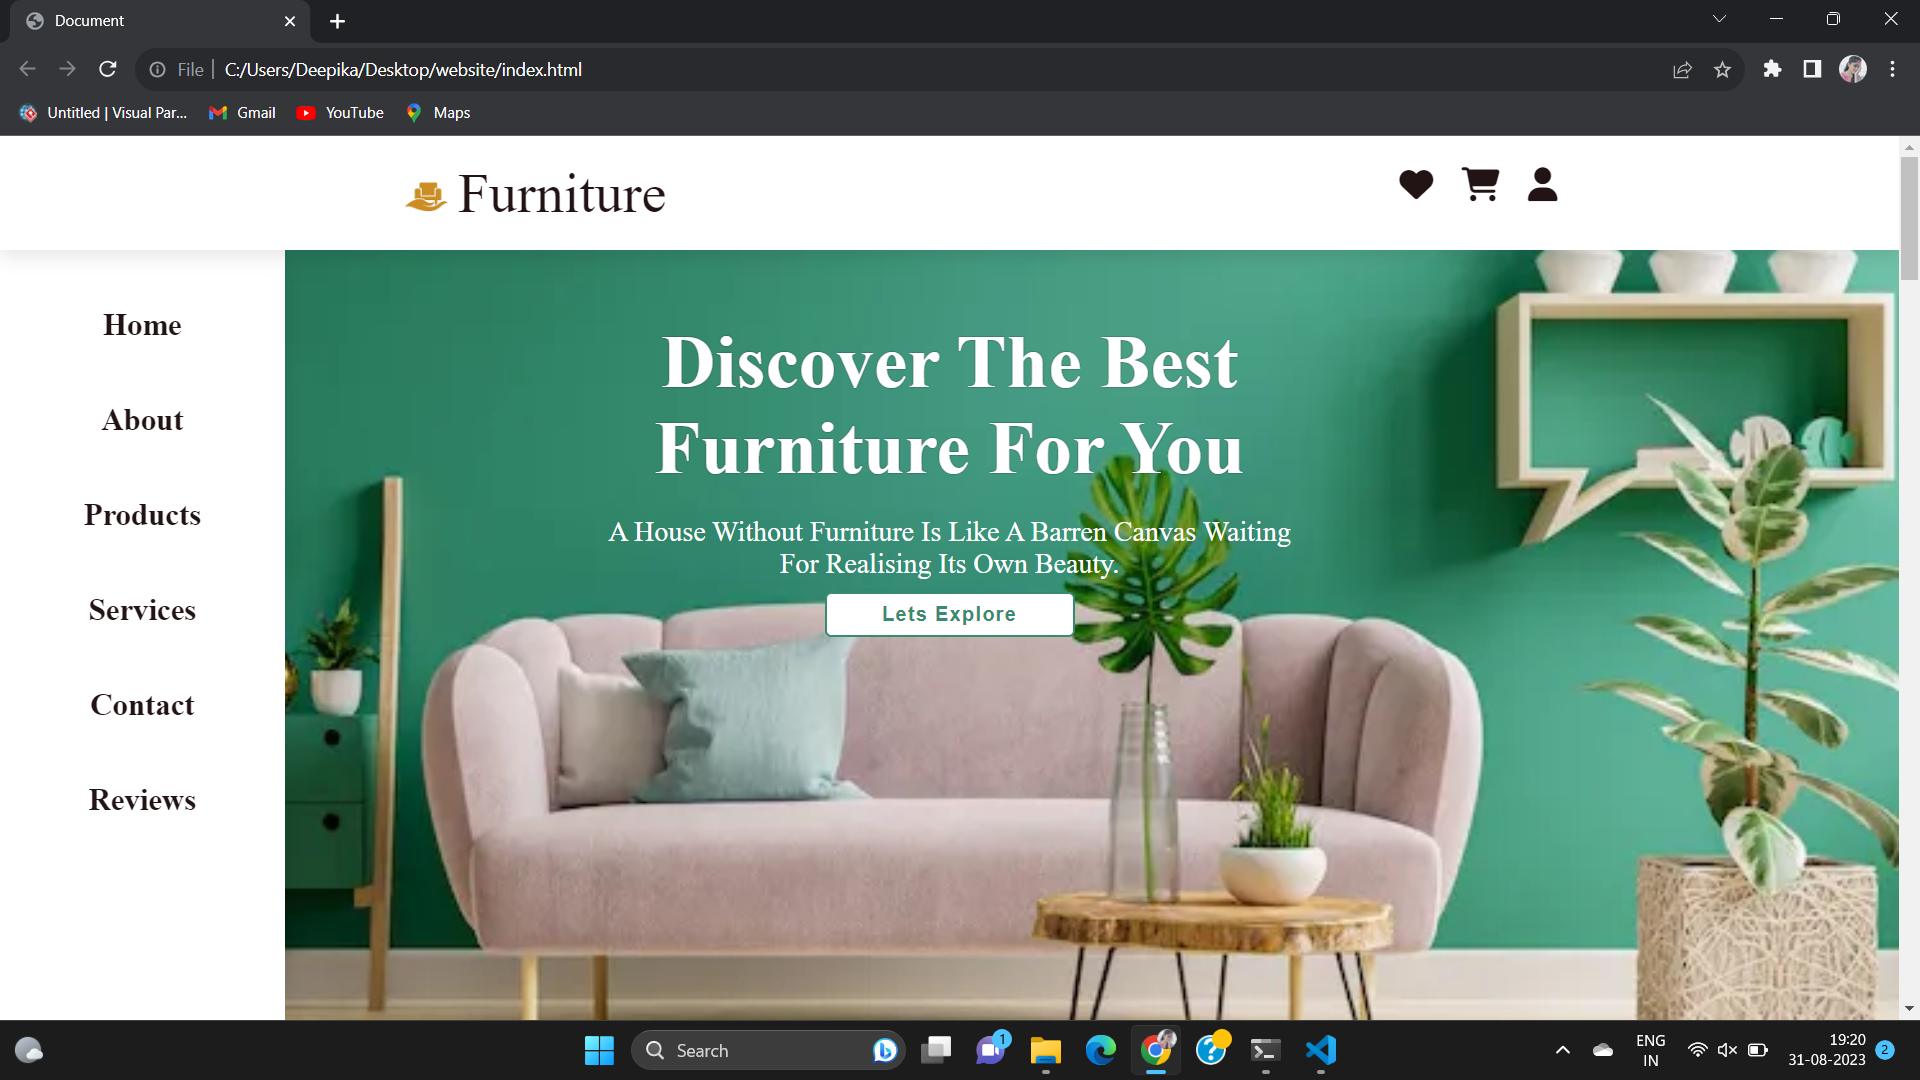 Document
File
C:/Users/Deepika/Desktop/website/index.html
Untitled | Visual Par...
Gmail
YouTube
Maps
Furniture
Home
About
Products
Services
Contact
Reviews
Discover The Best
Furniture For You
A House Without Furniture Is Like A Barren Canvas Waiting
For Realising Its Own Beauty.
Lets Explore
Search
1
ENG
IN
19:20
31-08-2023
2